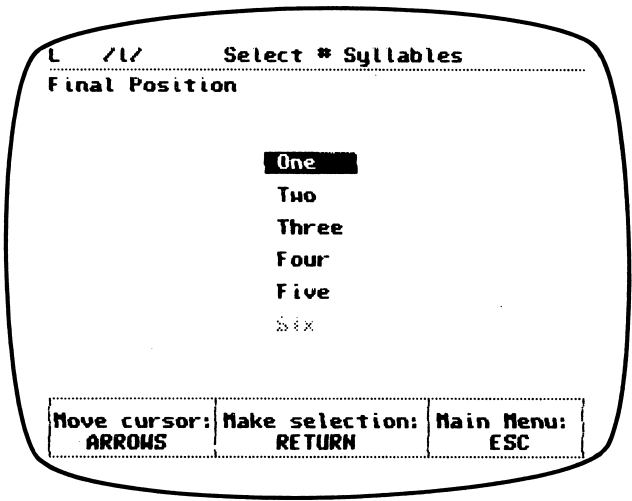 L /l/ Select # Syllables
Final Position
One
Two
Three
Four
Five
Six
Move cursor: Make selection: Main Menu:
ARROWS RETURN ESC